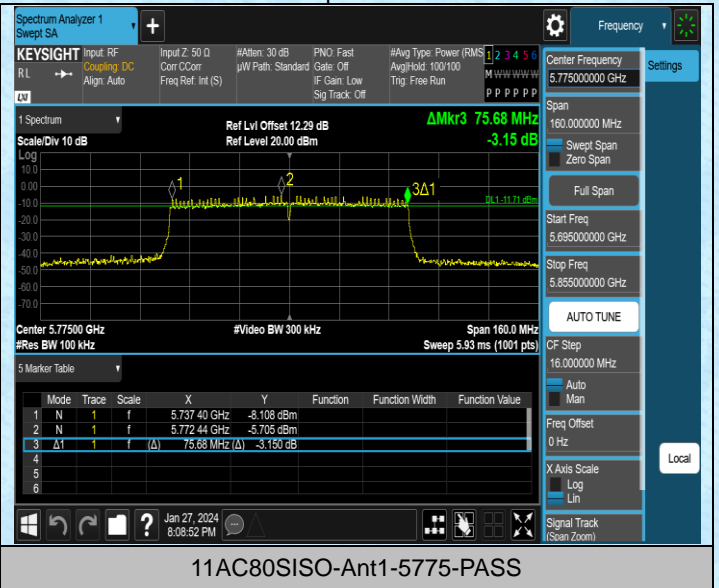 Spectrum Analyzer 1
Swept SA
+
Frequency
KEYSIGHT Input: RF
RL
Coupling: DC
Align: Auto
LXI
Input Z: 50 Ω
Corr CCorr
Freq Ref: Int (S)
#Atten: 30 dB
µW Path: Standard
PNO: Fast
Gate: Off
IF Gain: Low
Sig Track: Off
#Avg Type: Power (RMS
Avg|Hold: 100/100
Trig: Free Run
1 2 3 4 5 6
M W W W W W
P P P P P P
Center Frequency
5.775000000 GHz
Settings
Span
160.000000 MHz
Swept Span
Zero Span
Full Span
Start Freq
5.695000000 GHz
Stop Freq
5.855000000 GHz
AUTO TUNE
CF Step
16.000000 MHz
Auto
Man
Freq Offset
0 Hz
X Axis Scale
Log
Lin
Signal Track
(Span Zoom)
Local
1 Spectrum
Scale/Div 10 dB
Ref Lvl Offset 12.29 dB
Ref Level 20.00 dBm
ΔMkr3 75.68 MHz
-3.15 dB
Log
10.0
0.00
-10.0
-20.0
-30.0
-40.0
-50.0
-60.0
-70.0
1
2
3Δ1
DL1 -11.71 dBm
Center 5.77500 GHz
#Res BW 100 kHz
#Video BW 300 kHz
Span 160.0 MHz
Sweep 5.93 ms (1001 pts)
5 Marker Table
Mode Trace Scale X Y Function Function Width Function Value
1 N 1 f 5.737 40 GHz -8.108 dBm
2 N 1 f 5.772 44 GHz -5.705 dBm
3 Δ1 1 f (Δ) 75.68 MHz (Δ) -3.150 dB
4
5
6
?
Jan 27, 2024
8:08:52 PM
11AC80SISO-Ant1-5775-PASS